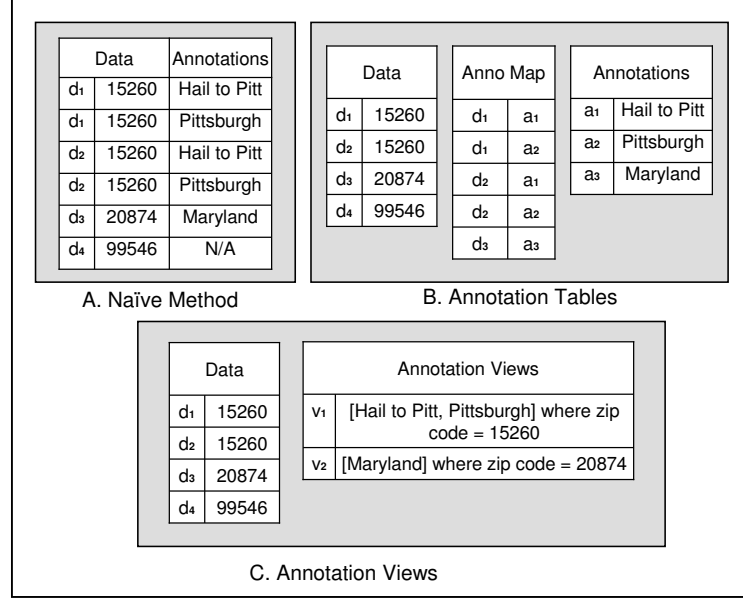 Data Annotations
d1 15260 Hail to Pitt
d1 15260 Pittsburgh
d2 15260 Hail to Pitt
d2 15260 Pittsburgh
d3 20874 Maryland
d4 99546 N/A
A. Naïve Method
Data
d1 15260
d2 15260
d3 20874
d4 99546
Anno Map
d1 a1
d1 a2
d2 a1
d2 a2
d3 a3
Annotations
a1 Hail to Pitt
a2 Pittsburgh
a3 Maryland
B. Annotation Tables
Data
d1 15260
d2 15260
d3 20874
d4 99546
Annotation Views
v1 [Hail to Pitt, Pittsburgh] where zip
code = 15260
v2 [Maryland] where zip code = 20874
C. Annotation Views